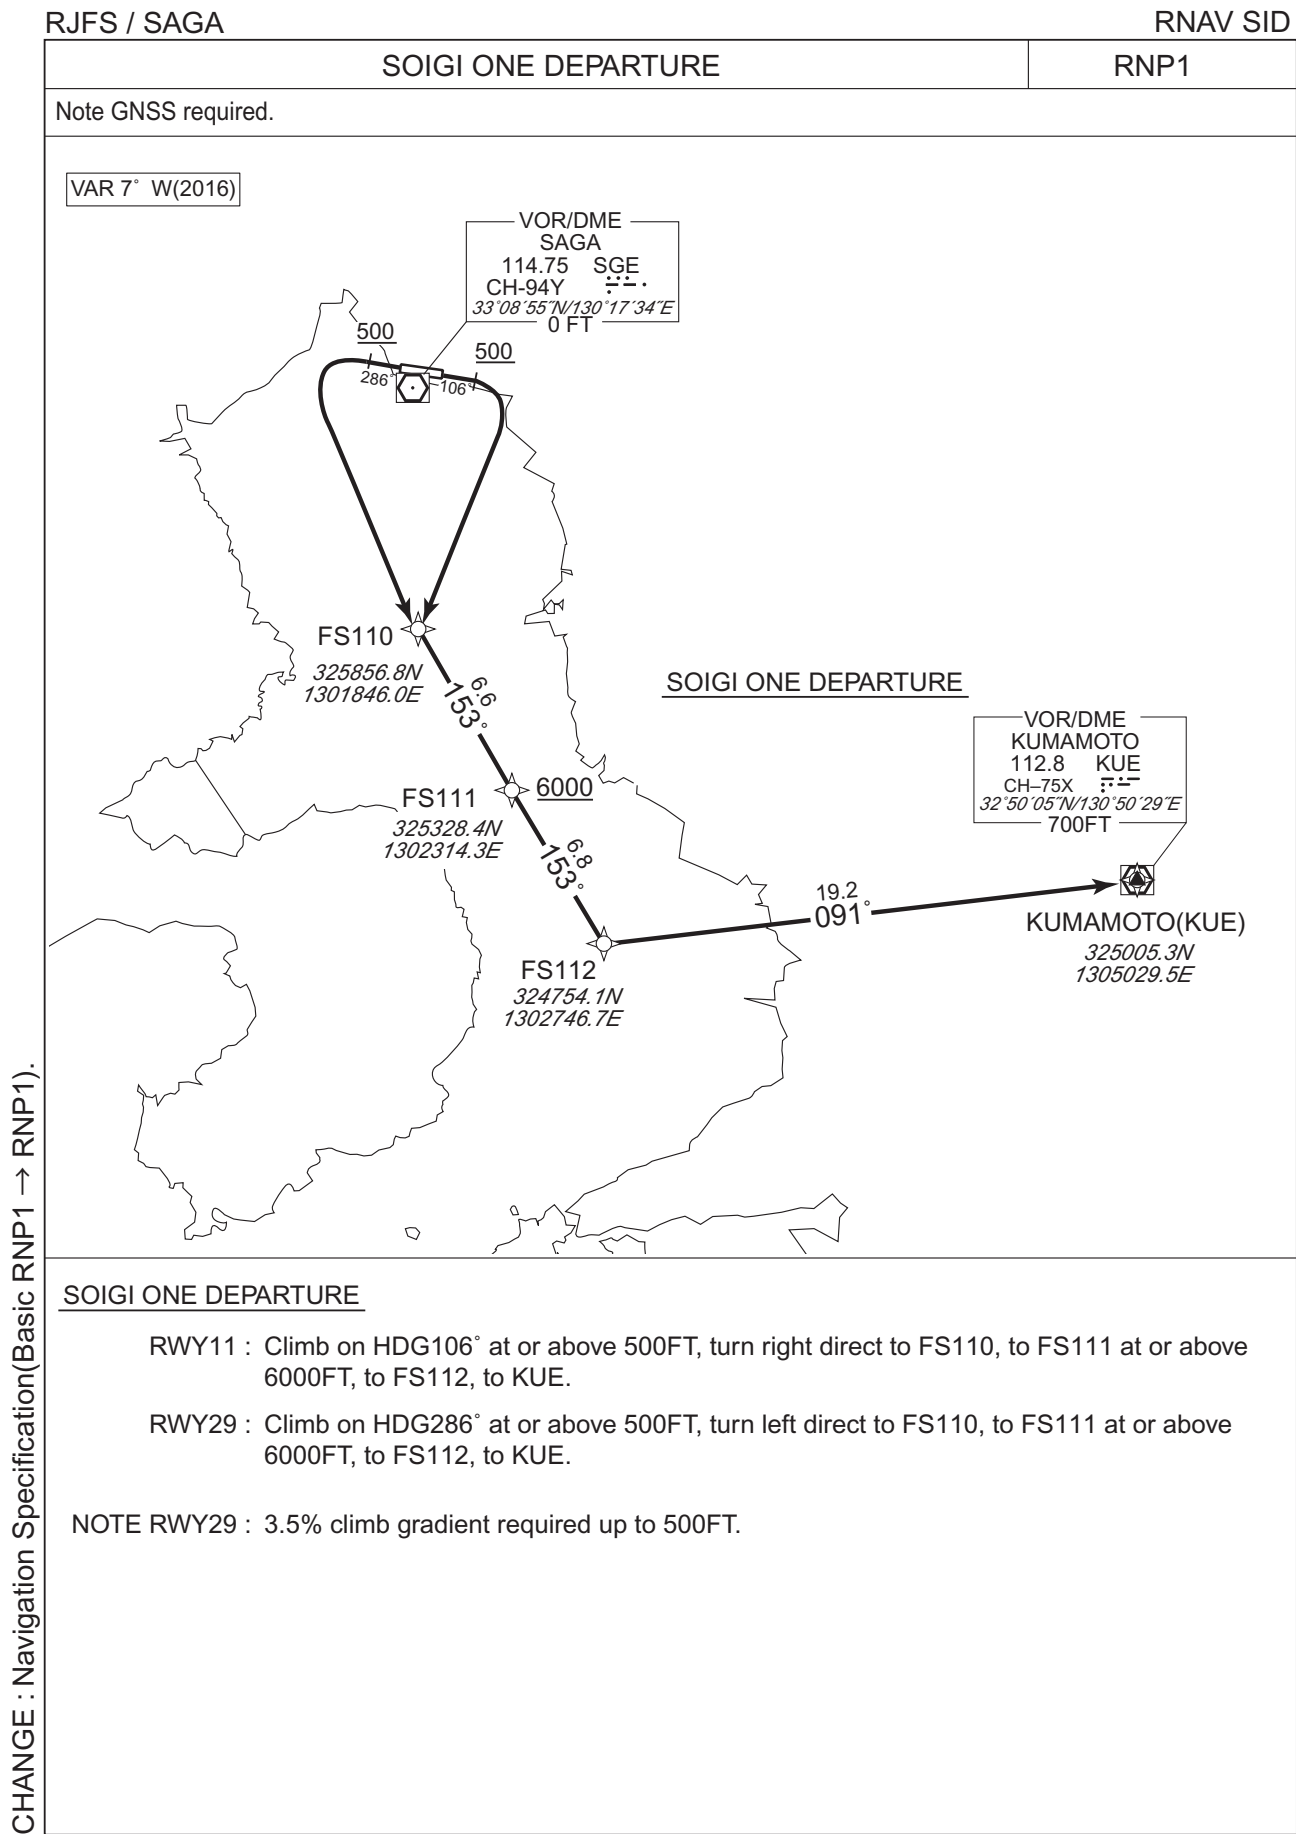 RJFS / SAGA
RNAV SID
SOIGI ONE DEPARTURE
RNP1
Note GNSS required.
VAR 7° W(2016)
VOR/DME
SAGA
114.75 SGE
CH-94Y
33°08´55˝N/130°17´34˝E
0 FT
500
500
286°
106°
FS110
325856.8N
1301846.0E
6.6
153°
SOIGI ONE DEPARTURE
VOR/DME
KUMAMOTO
112.8 KUE
CH–75X
32°50´05˝N/130°50´29˝E
700FT
FS111
6000
325328.4N
1302314.3E
6.8
153°
19.2
091°
KUMAMOTO(KUE)
325005.3N
1305029.5E
FS112
324754.1N
1302746.7E
SOIGI ONE DEPARTURE
RWY11 : Climb on HDG106° at or above 500FT, turn right direct to FS110, to FS111 at or above
6000FT, to FS112, to KUE.
RWY29 : Climb on HDG286° at or above 500FT, turn left direct to FS110, to FS111 at or above
6000FT, to FS112, to KUE.
NOTE RWY29 : 3.5% climb gradient required up to 500FT.
CHANGE : Navigation Specification(Basic RNP1 → RNP1).